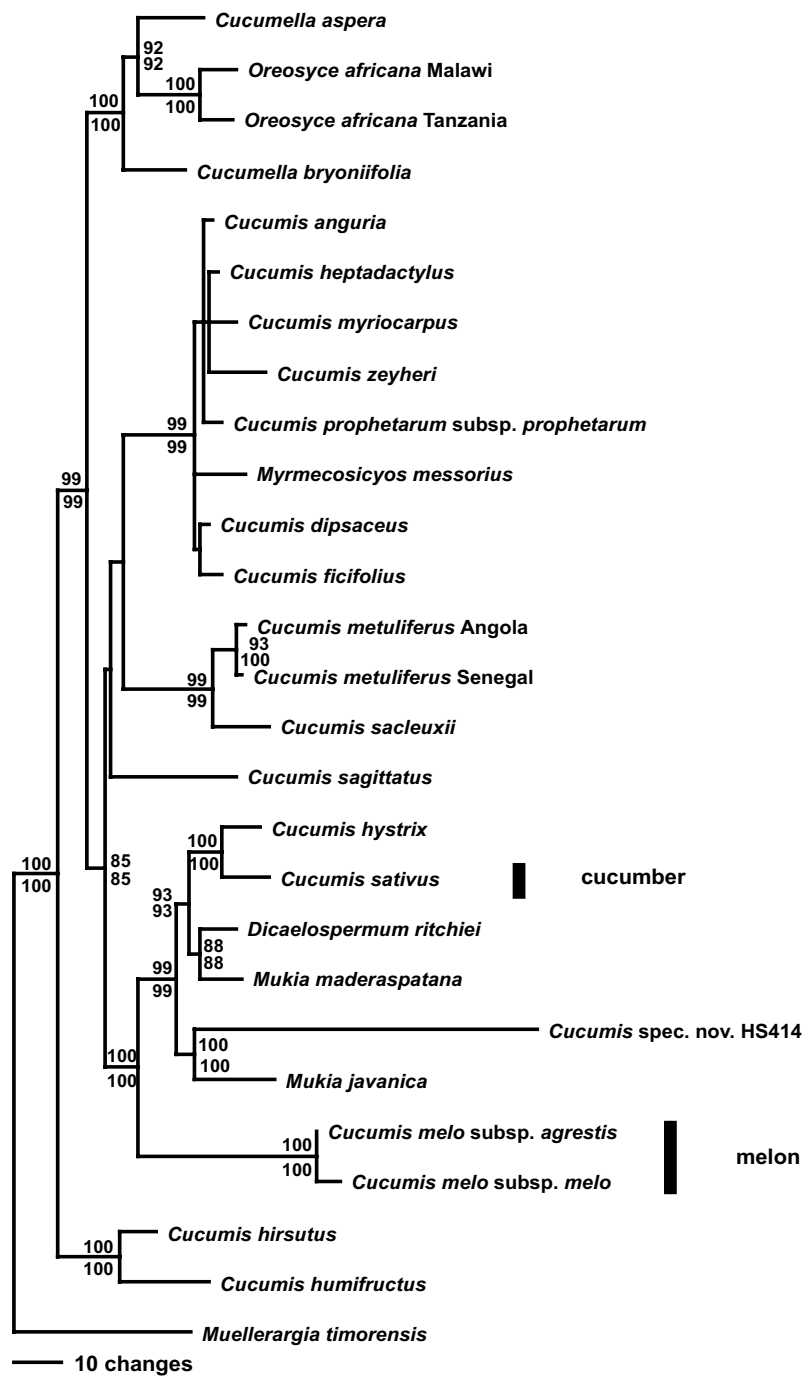 Cucumella aspera
92
92
Oreosyce africana Malawi
100
100
Oreosyce africana Tanzania
100
100
Cucumella bryoniifolia
Cucumis anguria
Cucumis heptadactylus
Cucumis myriocarpus
Cucumis zeyheri
Cucumis prophetarum subsp. prophetarum
99
99
Myrmecosicyos messorius
99
99
Cucumis dipsaceus
Cucumis ficifolius
Cucumis metuliferus Angola
93
100
Cucumis metuliferus Senegal
99
99
Cucumis sacleuxii
Cucumis sagittatus
Cucumis hystrix
100
100
85
85
100
100
Cucumis sativus
cucumber
93
93
Dicaelospermum ritchiei
88
88
Mukia maderaspatana
99
99
Cucumis spec. nov. HS414
100
100
100
100
Mukia javanica
Cucumis melo subsp. agrestis
100
100
melon
Cucumis melo subsp. melo
Cucumis hirsutus
100
100
Cucumis humifructus
Muellerargia timorensis
10 changes